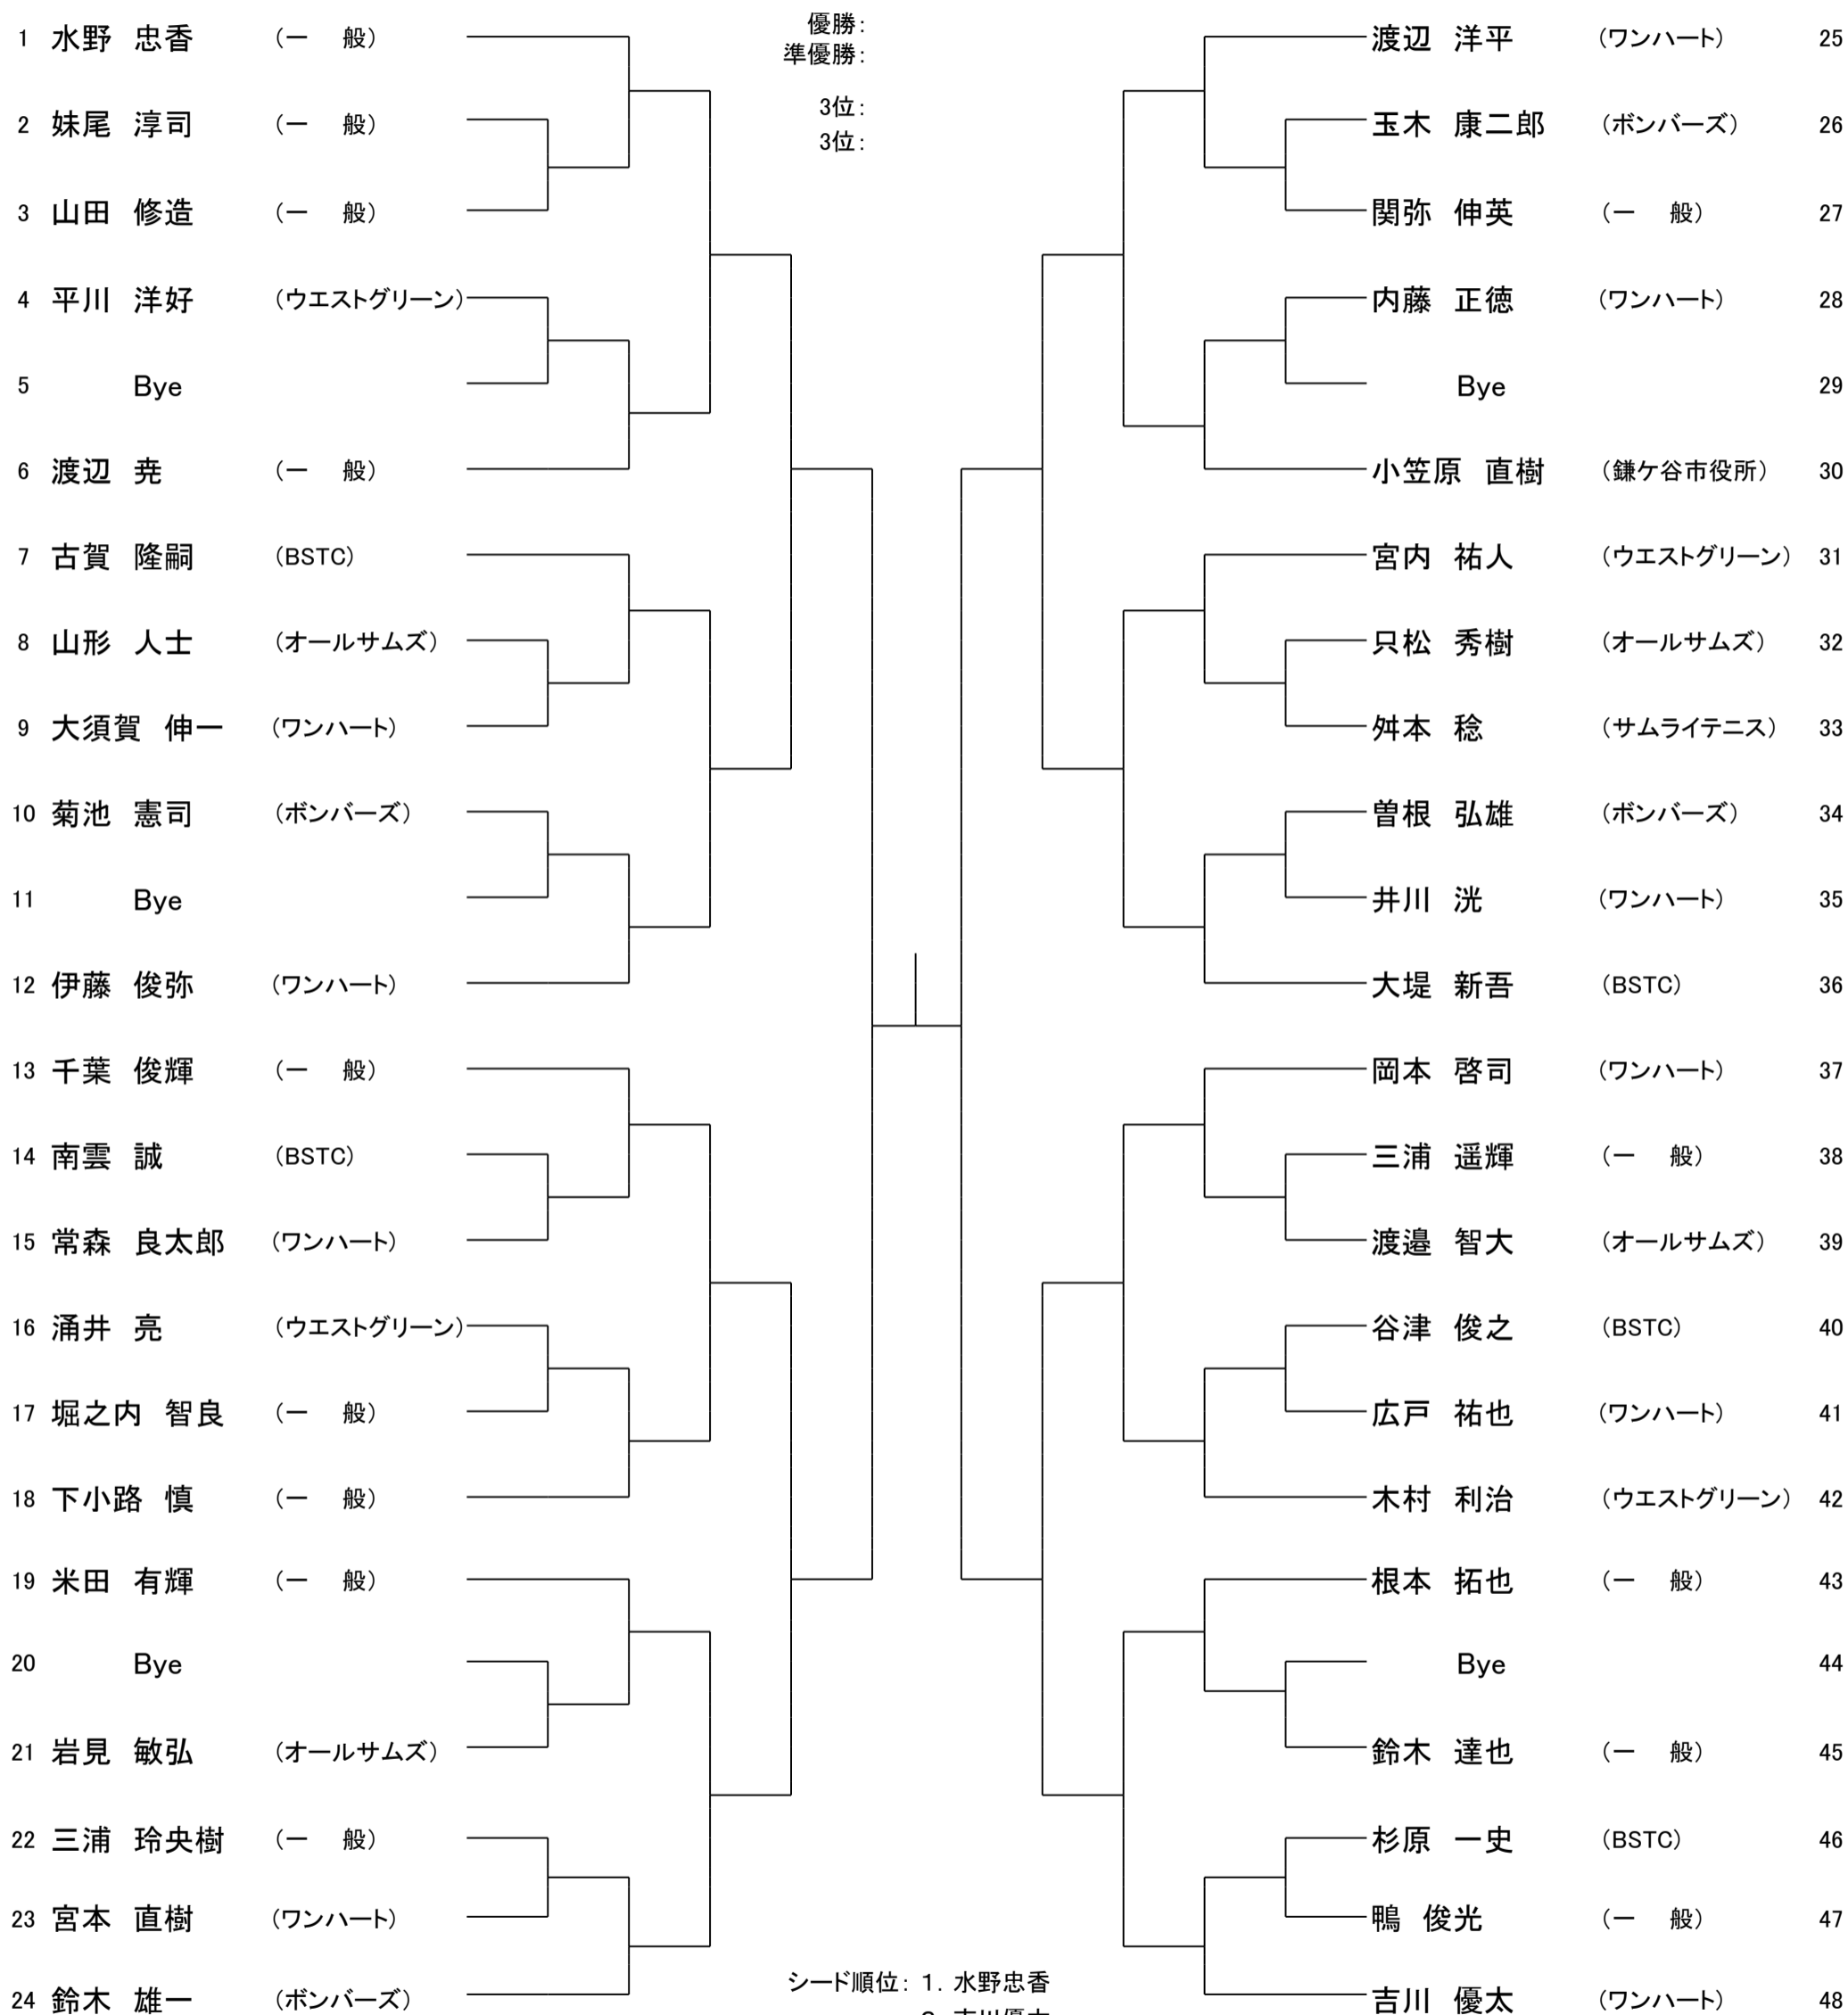 優勝：
準優勝：
3位：
3位：
1 水野 忠香 （一 般）
2 妹尾 淳司 （一 般）
3 山田 修造 （一 般）
4 平川 洋好 （ウエストグリーン）
5 Bye
6 渡辺 尭 （一 般）
7 古賀 隆嗣 （BSTC）
8 山形 人士 （オールサムズ）
9 大須賀 伸一 （ワンハート）
10 菊池 憲司 （ボンバーズ）
11 Bye
12 伊藤 俊弥 （ワンハート）
13 千葉 俊輝 （一 般）
14 南雲 誠 （BSTC）
15 常森 良太郎 （ワンハート）
16 涌井 亮 （ウエストグリーン）
17 堀之内 智良 （一 般）
18 下小路 慎 （一 般）
19 米田 有輝 （一 般）
20 Bye
21 岩見 敏弘 （オールサムズ）
22 三浦 玲央樹 （一 般）
23 宮本 直樹 （ワンハート）
24 鈴木 雄一 （ボンバーズ）
渡辺 洋平 （ワンハート） 25
玉木 康二郎 （ボンバーズ） 26
関弥 伸英 （一 般） 27
内藤 正徳 （ワンハート） 28
Bye 29
小笠原 直樹 （鎌ケ谷市役所） 30
宮内 祐人 （ウエストグリーン） 31
只松 秀樹 （オールサムズ） 32
舛本 稔 （サムライテニス） 33
曽根 弘雄 （ボンバーズ） 34
井川 洸 （ワンハート） 35
大堤 新吾 （BSTC） 36
岡本 啓司 （ワンハート） 37
三浦 遥輝 （一 般） 38
渡邉 智大 （オールサムズ） 39
谷津 俊之 （BSTC） 40
広戸 祐也 （ワンハート） 41
木村 利治 （ウエストグリーン） 42
根本 拓也 （一 般） 43
Bye 44
鈴木 達也 （一 般） 45
杉原 一史 （BSTC） 46
鴨 俊光 （一 般） 47
吉川 優太 （ワンハート） 48
シード順位： 1． 水野忠香